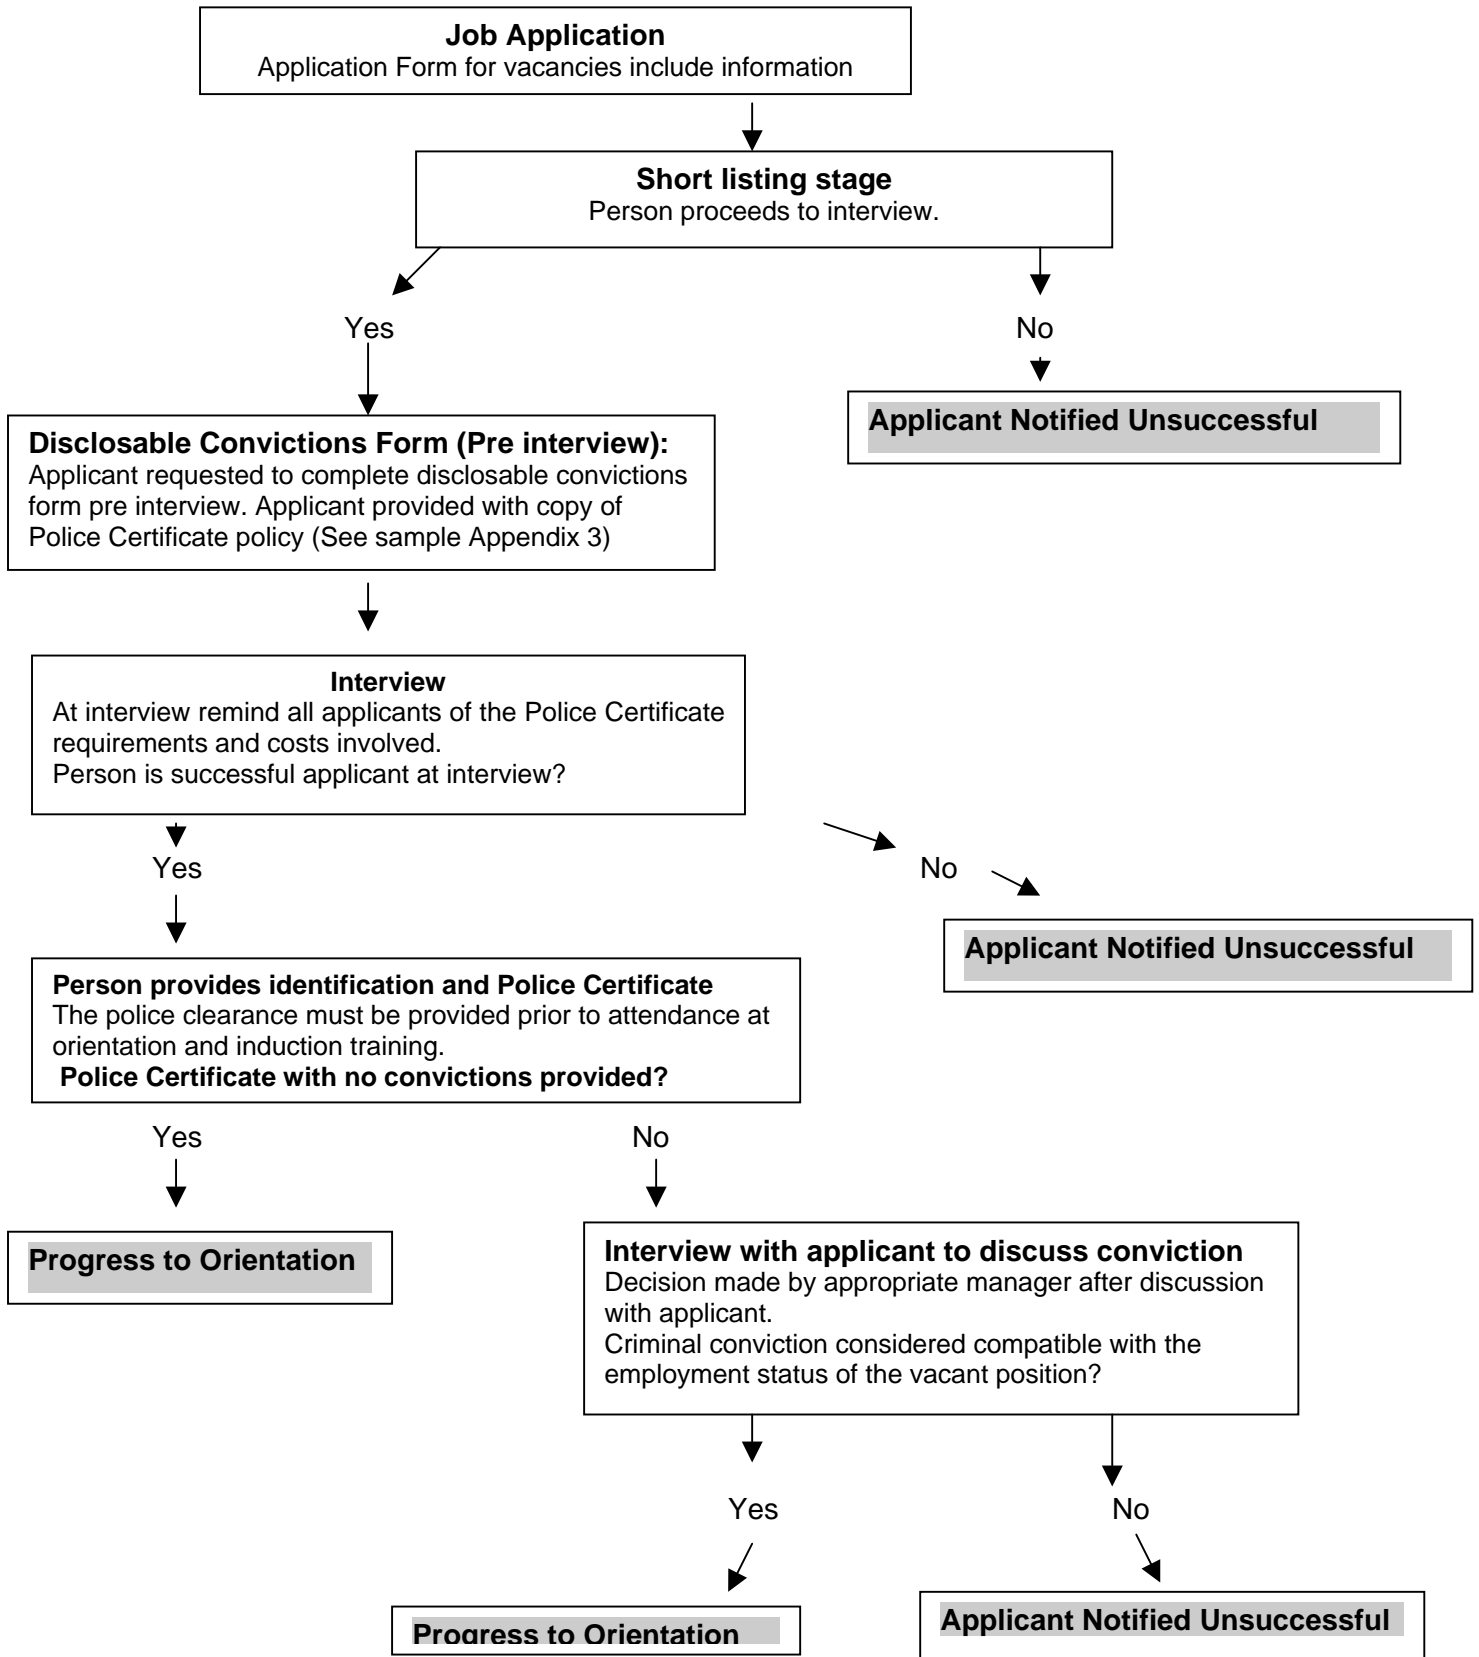 Job Application
Application Form for vacancies include information
Short listing stage
Person proceeds to interview.
Yes
No
Applicant Notified Unsuccessful
Disclosable Convictions Form (Pre interview):
Applicant requested to complete disclosable convictions
form pre interview. Applicant provided with copy of
Police Certificate policy (See sample Appendix 3)
Interview
At interview remind all applicants of the Police Certificate
requirements and costs involved.
Person is successful applicant at interview?
Yes
No
Applicant Notified Unsuccessful
Person provides identification and Police Certificate
The police clearance must be provided prior to attendance at
orientation and induction training.
Police Certificate with no convictions provided?
Yes
No
Progress to Orientation
Interview with applicant to discuss conviction
Decision made by appropriate manager after discussion
with applicant.
Criminal conviction considered compatible with the
employment status of the vacant position?
Yes
No
Progress to Orientation
Applicant Notified Unsuccessful